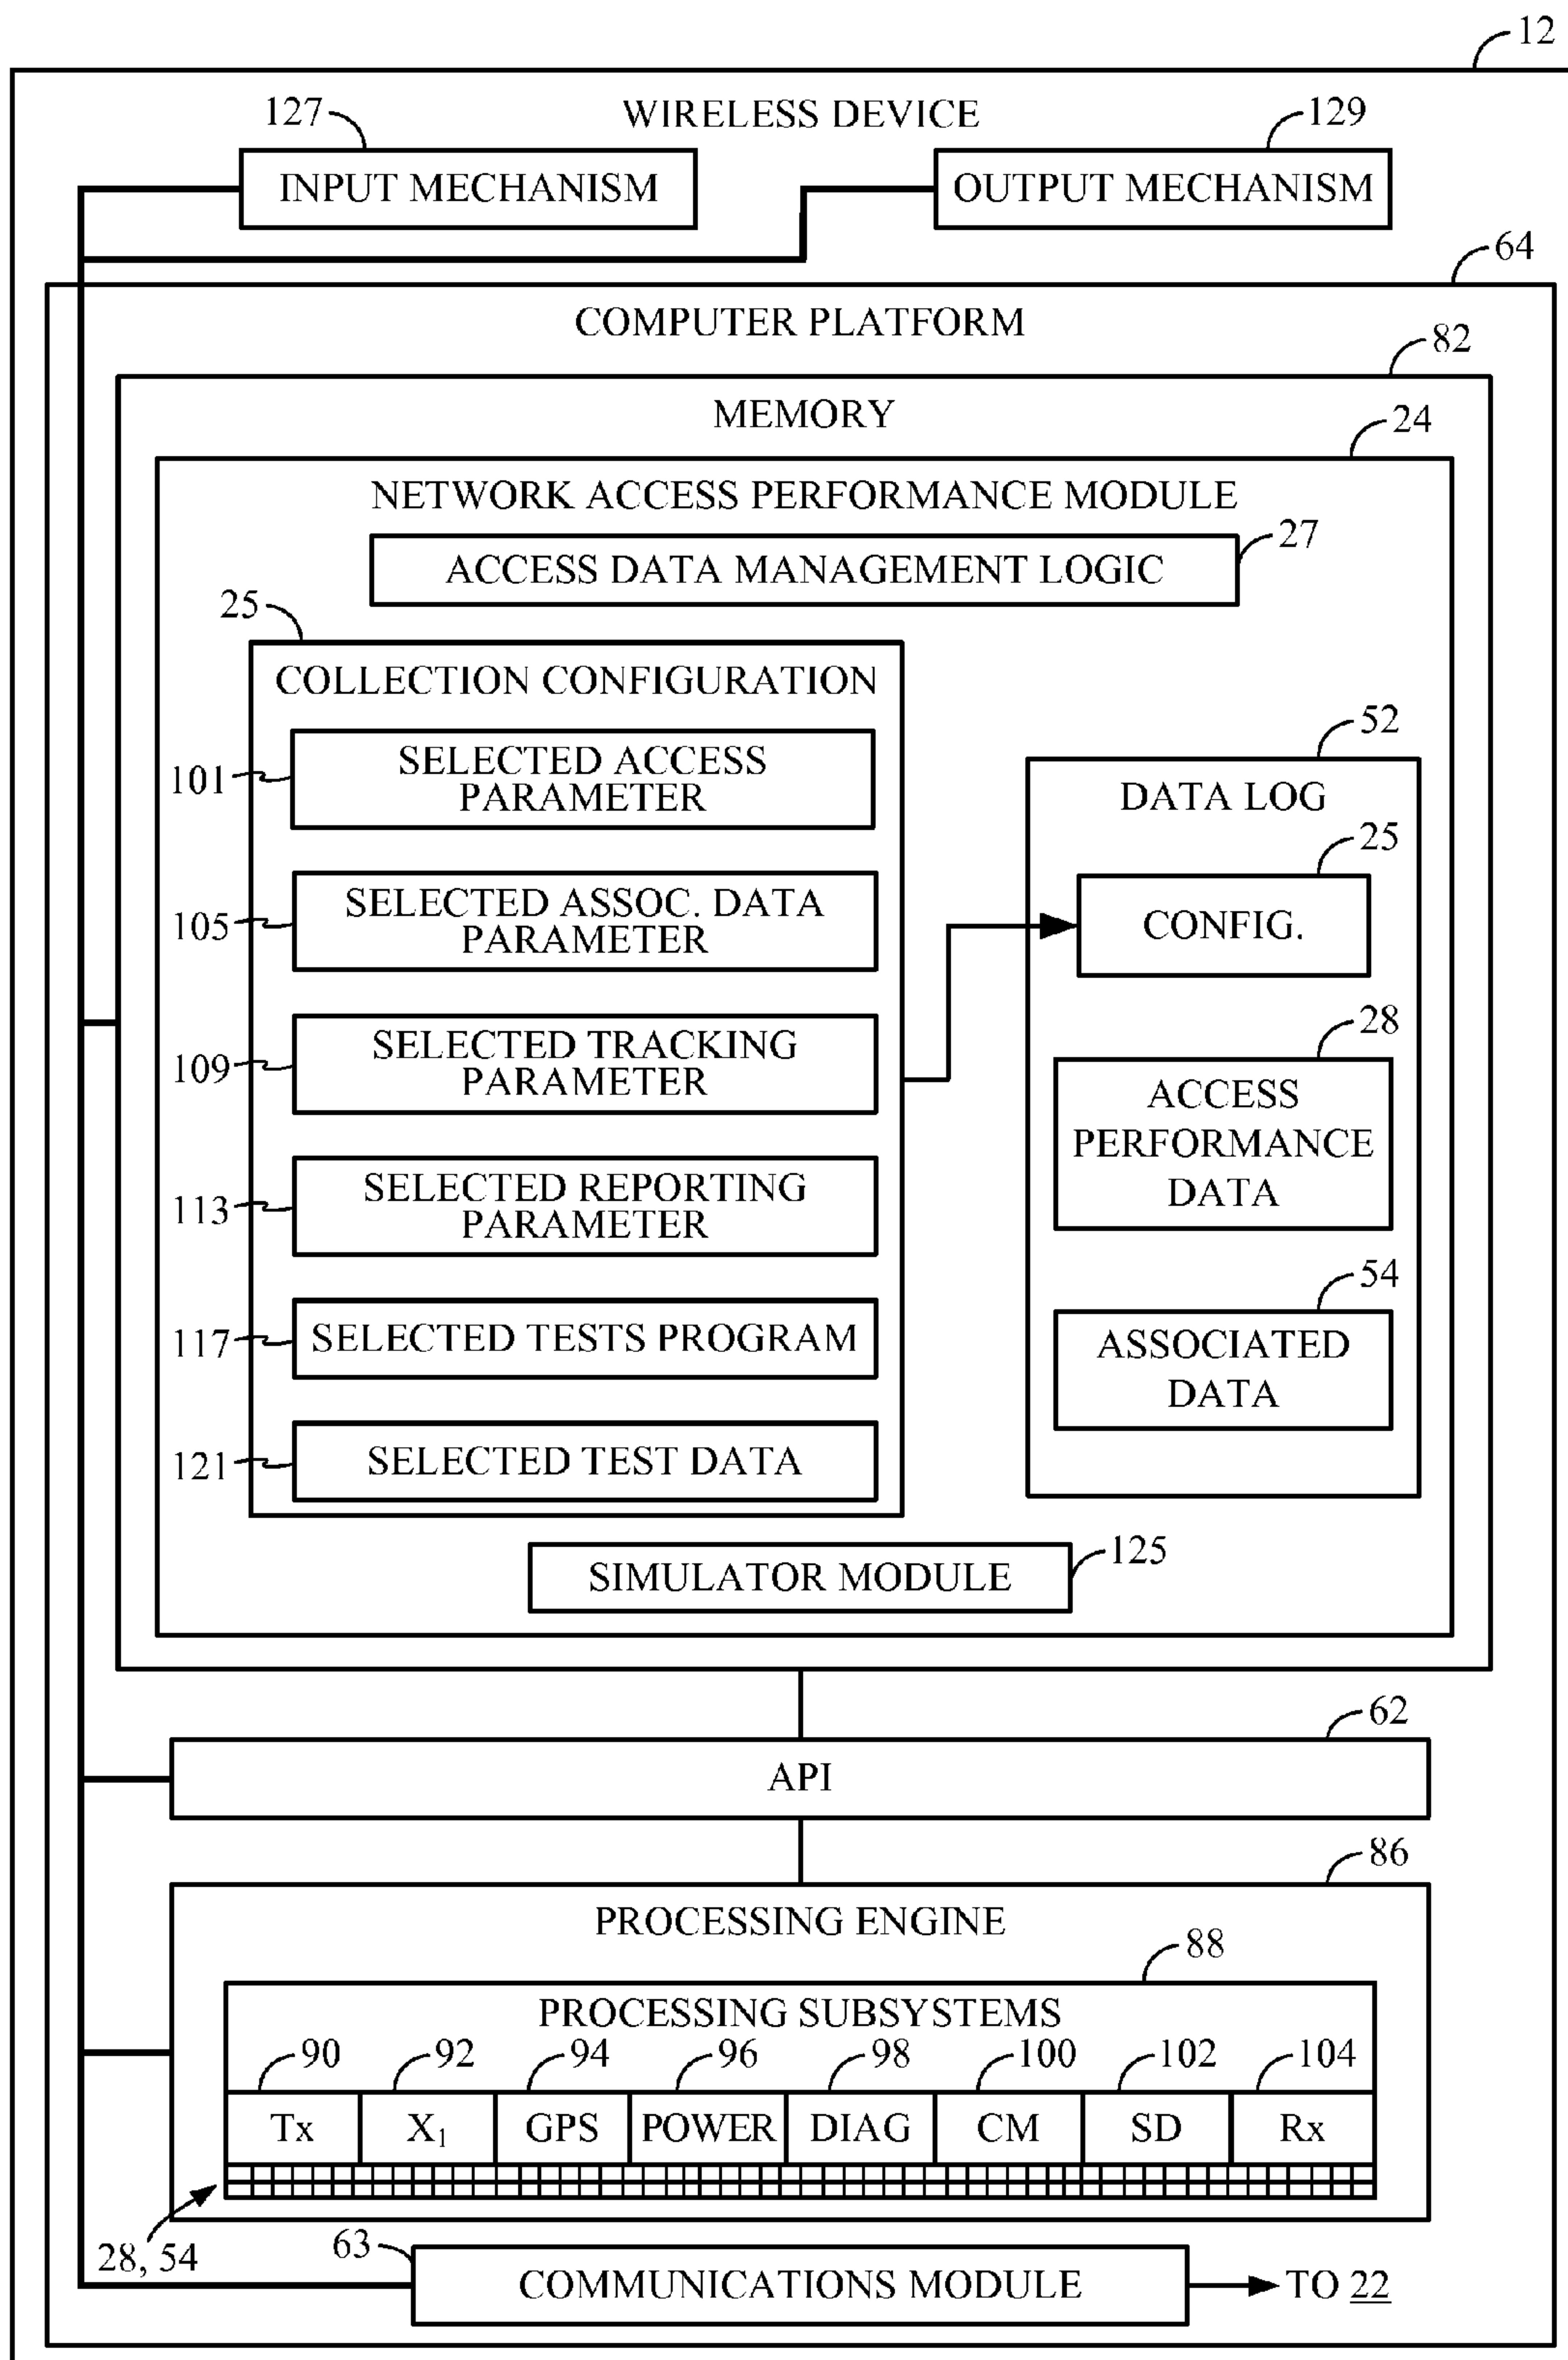 12
WIRELESS DEVICE
127
129
INPUT MECHANISM
OUTPUT MECHANISM
64
COMPUTER PLATFORM
82
MEMORY
24
NETWORK ACCESS PERFORMANCE MODULE
27
ACCESS DATA MANAGEMENT LOGIC
25
COLLECTION CONFIGURATION
101
SELECTED ACCESS
PARAMETER
105
SELECTED ASSOC. DATA
PARAMETER
109
SELECTED TRACKING
PARAMETER
113
SELECTED REPORTING
PARAMETER
117
SELECTED TESTS PROGRAM
121
SELECTED TEST DATA
52
DATA LOG
25
CONFIG.
28
ACCESS
PERFORMANCE
DATA
54
ASSOCIATED
DATA
125
SIMULATOR MODULE
62
API
86
PROCESSING ENGINE
88
PROCESSING SUBSYSTEMS
90 92 94 96 98 100 102 104
Tx X1 GPS POWER DIAG CM SD Rx
28, 54
63
COMMUNICATIONS MODULE
TO 22